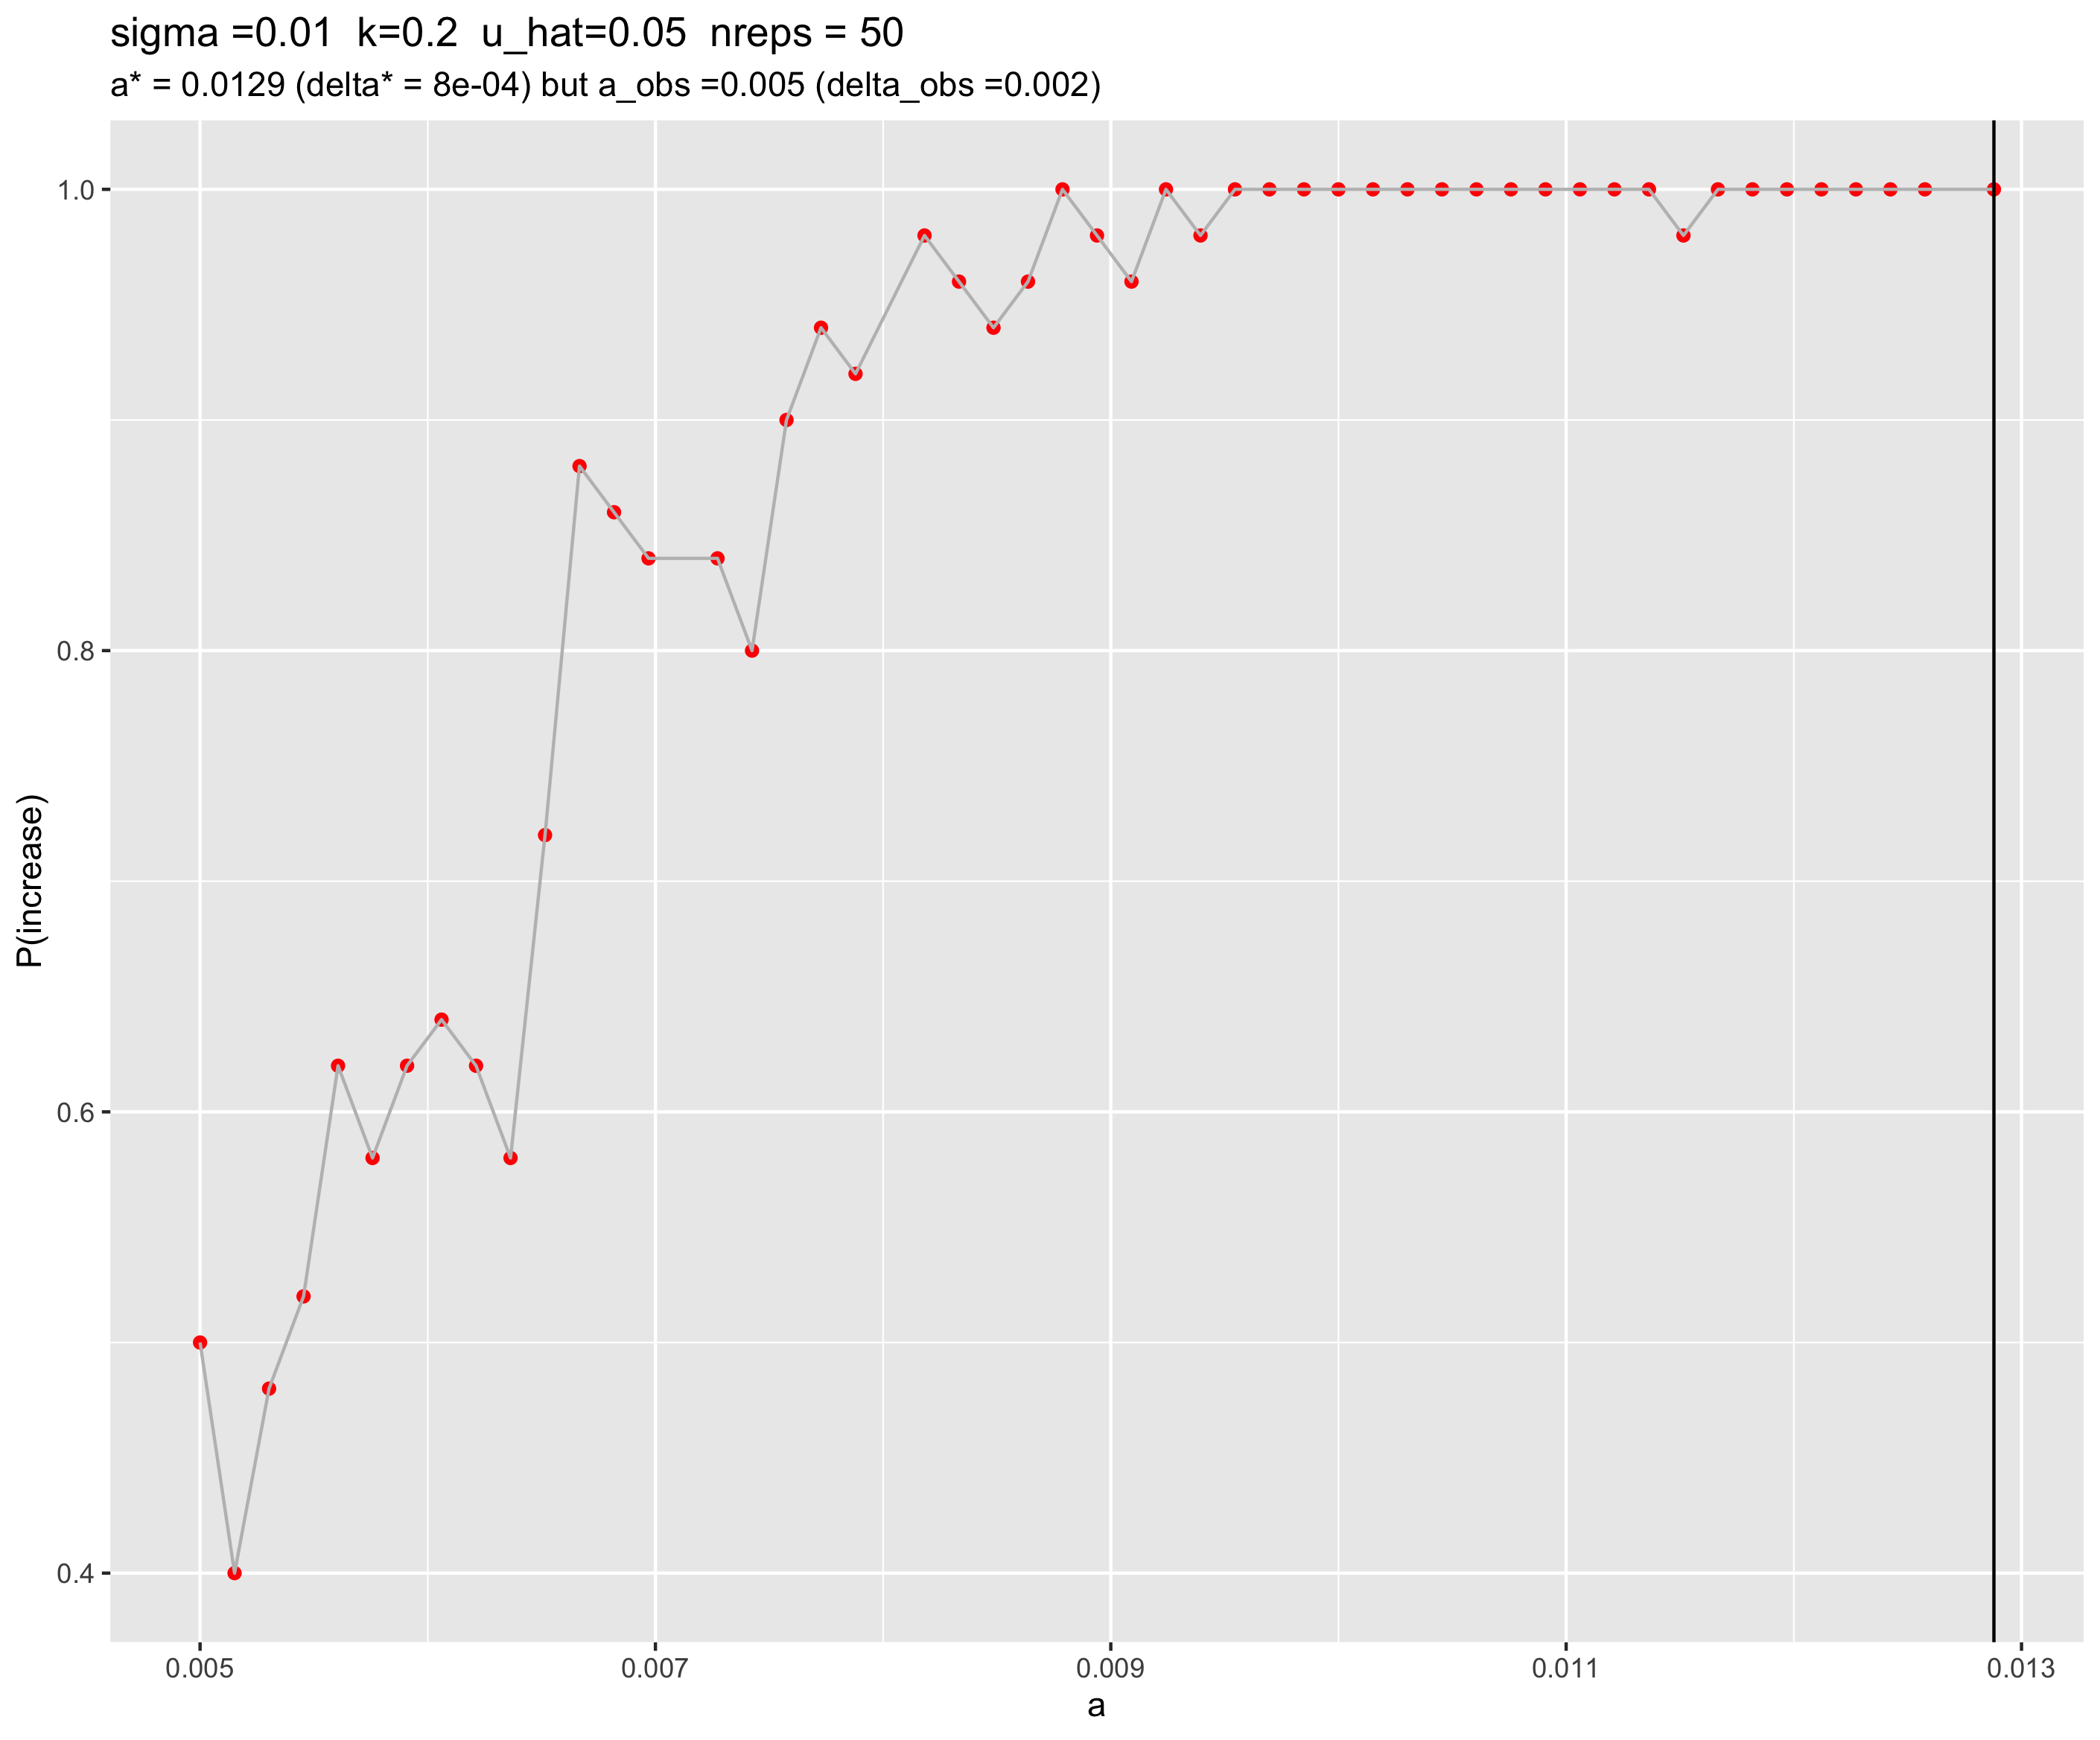 sigma =0.01  k=0.2  u_hat=0.05  nreps = 50
a* = 0.0129 (delta* = 8e-04) but a_obs =0.005 (delta_obs =0.002)
1.0
0.8
0.6
0.4
P(increase)
0.005 0.007 0.009 0.011 0.013
a